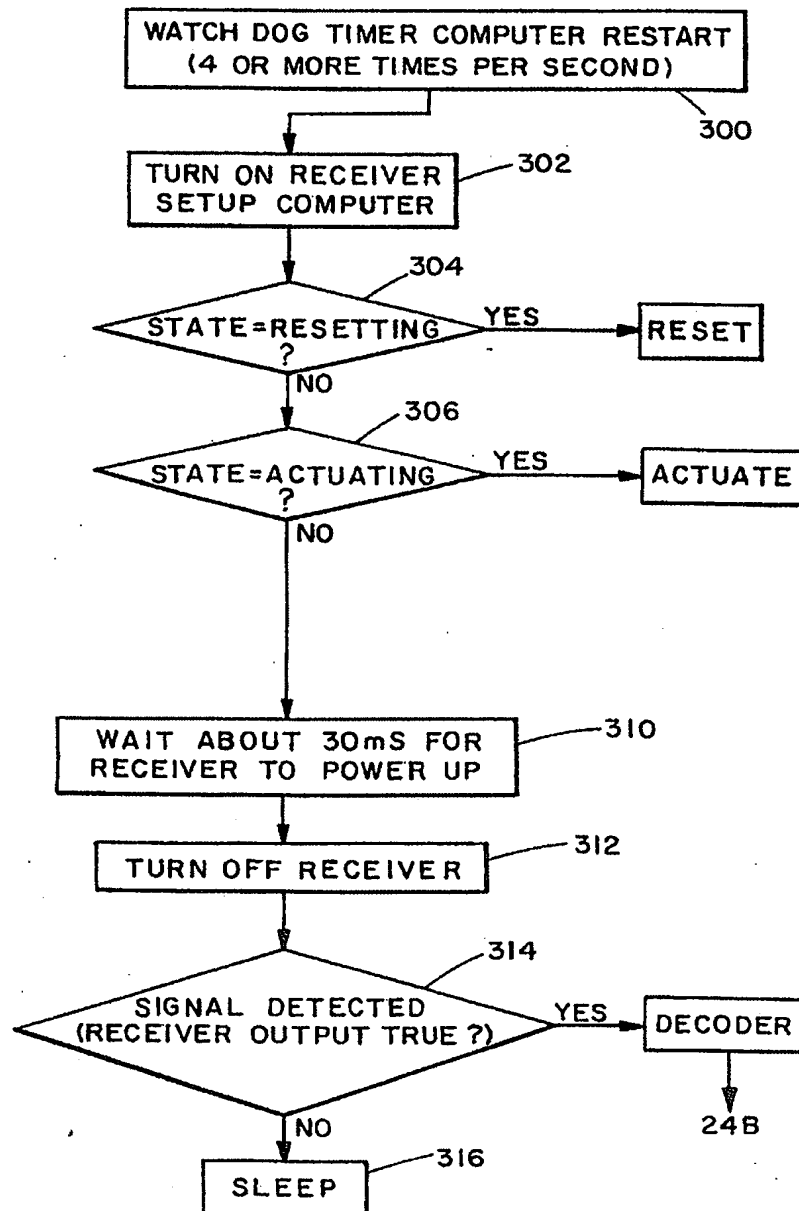 WATCH DOG TIMER COMPUTER RESTART
(4 OR MORE TIMES PER SECOND)
300
TURN ON RECEIVER
SETUP COMPUTER
302
304
STATE=RESETTING
?
YES
RESET
NO
306
STATE=ACTUATING
?
YES
ACTUATE
NO
WAIT ABOUT 30mS FOR
RECEIVER TO POWER UP
310
TURN OFF RECEIVER
312
314
SIGNAL DETECTED
(RECEIVER OUTPUT TRUE?)
YES
DECODER
24B
NO
SLEEP
316